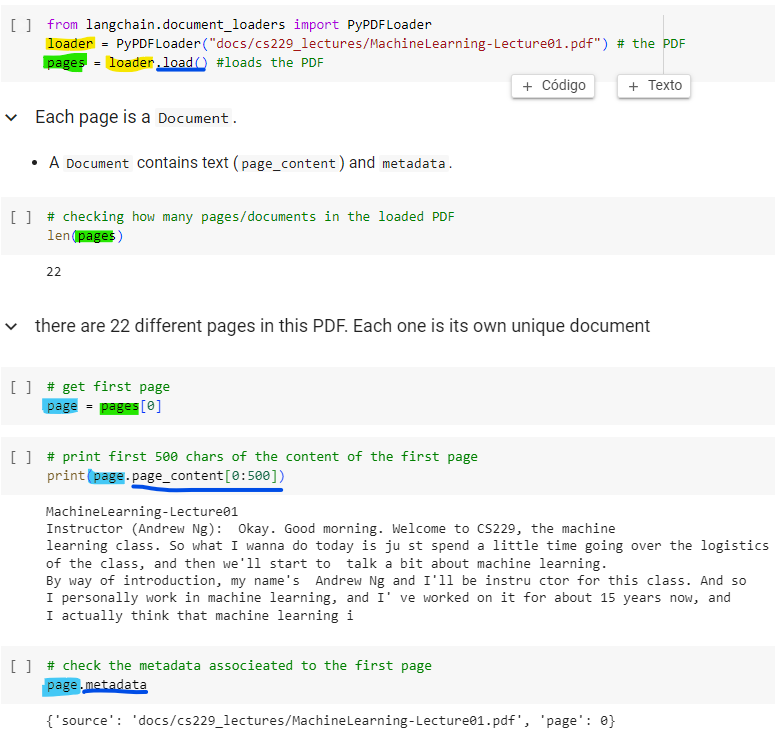 [ ] from langchain.document_loaders import PyPDFLoader
loader = PyPDFLoader("docs/cs229_lectures/MachineLearning-Lecture01.pdf") # the PDF
pages = loader.load() #loads the PDF
+ Código + Texto
Each page is a Document.
• A Document contains text (page_content) and metadata.
[ ] # checking how many pages/documents in the loaded PDF
len(pages)
22
there are 22 different pages in this PDF. Each one is its own unique document
[ ] # get first page
page = pages[0]
[ ] # print first 500 chars of the content of the first page
print(page.page_content[0:500])
MachineLearning-Lecture01
Instructor (Andrew Ng):  Okay. Good morning. Welcome to CS229, the machine
learning class. So what I wanna do today is ju st spend a little time going over the logistics
of the class, and then we'll start to  talk a bit about machine learning.
By way of introduction, my name's  Andrew Ng and I'll be instru ctor for this class. And so
I personally work in machine learning, and I' ve worked on it for about 15 years now, and
I actually think that machine learning i
[ ] # check the metadata associeated to the first page
page.metadata
{'source': 'docs/cs229_lectures/MachineLearning-Lecture01.pdf', 'page': 0}